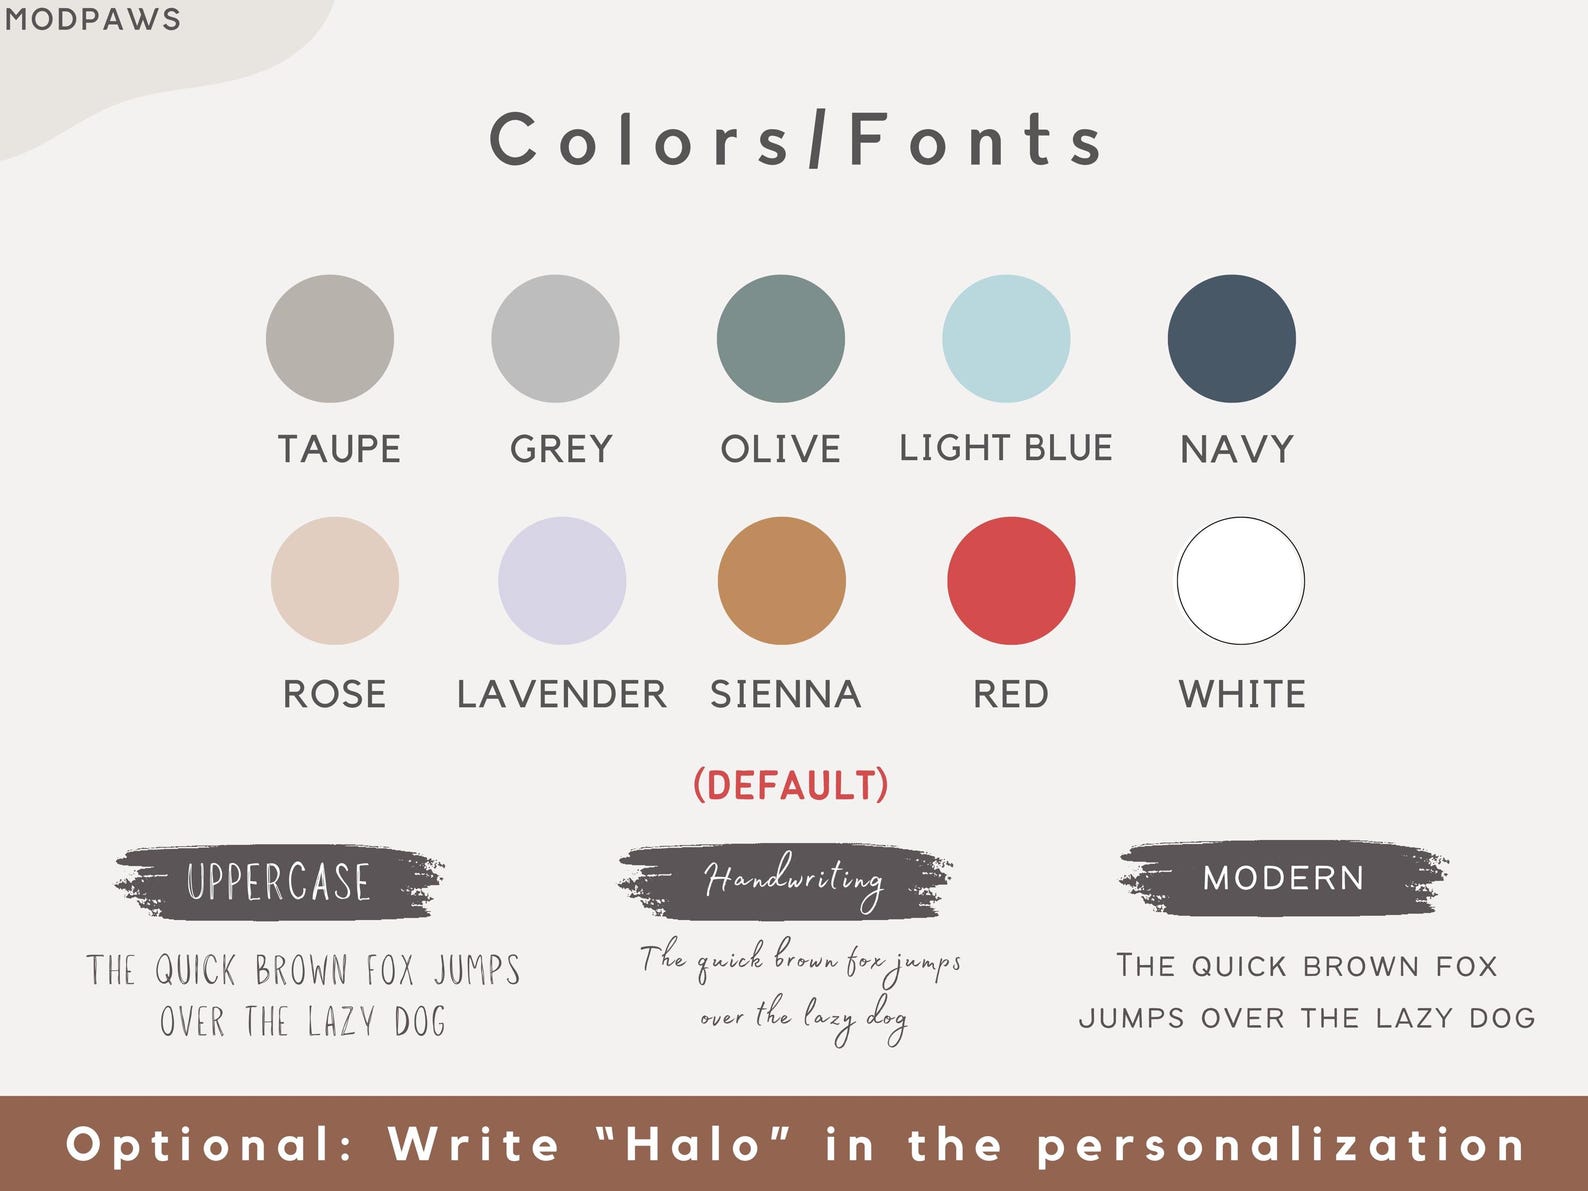 MODPAWS
Colors/Fonts
TAUPE GREY OLIVE LIGHT BLUE NAVY
ROSE LAVENDER SIENNA RED WHITE
(DEFAULT)
UPPERCASE
THE QUICK BROWN FOX JUMPS
OVER THE LAZY DOG
Handwriting
The quick brown fox jumps
over the lazy dog
MODERN
THE QUICK BROWN FOX
JUMPS OVER THE LAZY DOG
Optional: Write “Halo” in the personalization